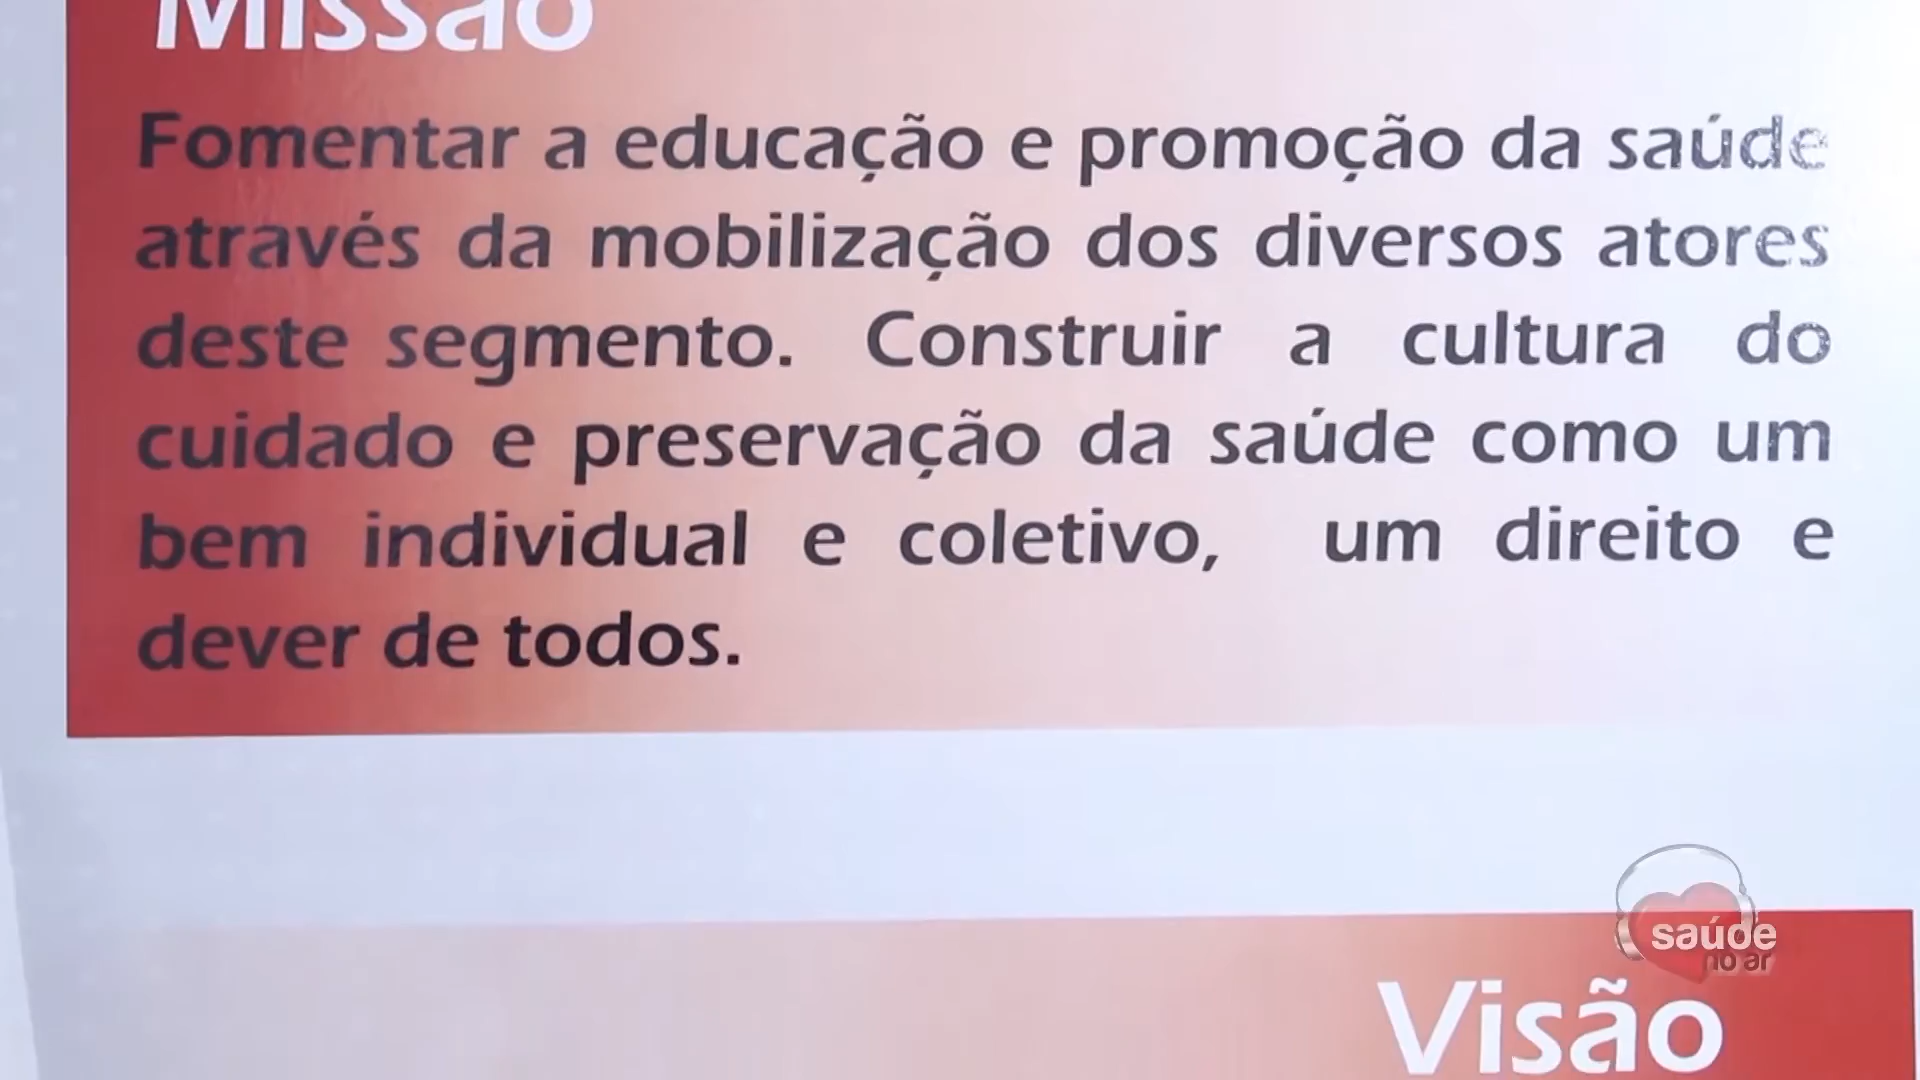 Missão
Fomentar a educação e promoção da saúde
através da mobilização dos diversos atores
deste segmento. Construir a cultura do
cuidado e preservação da saúde como um
bem individual e coletivo, um direito e
dever de todos.
saúde
no ar
Visão